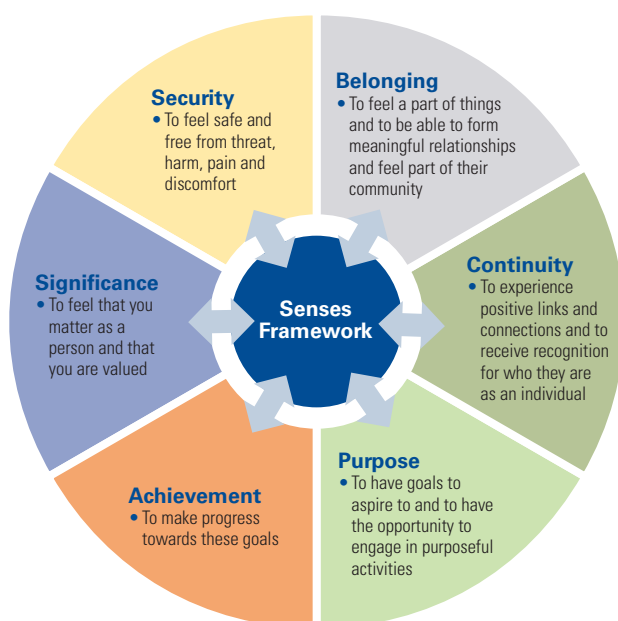 Security
• To feel safe and
free from threat,
harm, pain and
discomfort
Belonging
• To feel a part of things
and to be able to form
meaningful relationships
and feel part of their
community
Significance
• To feel that you
matter as a
person and that
you are valued
Senses
Framework
Continuity
• To experience
positive links and
connections and to
receive recognition
for who they are
as an individual
Achievement
• To make progress
towards these goals
Purpose
• To have goals to
aspire to and to have
the opportunity to
engage in purposeful
activities